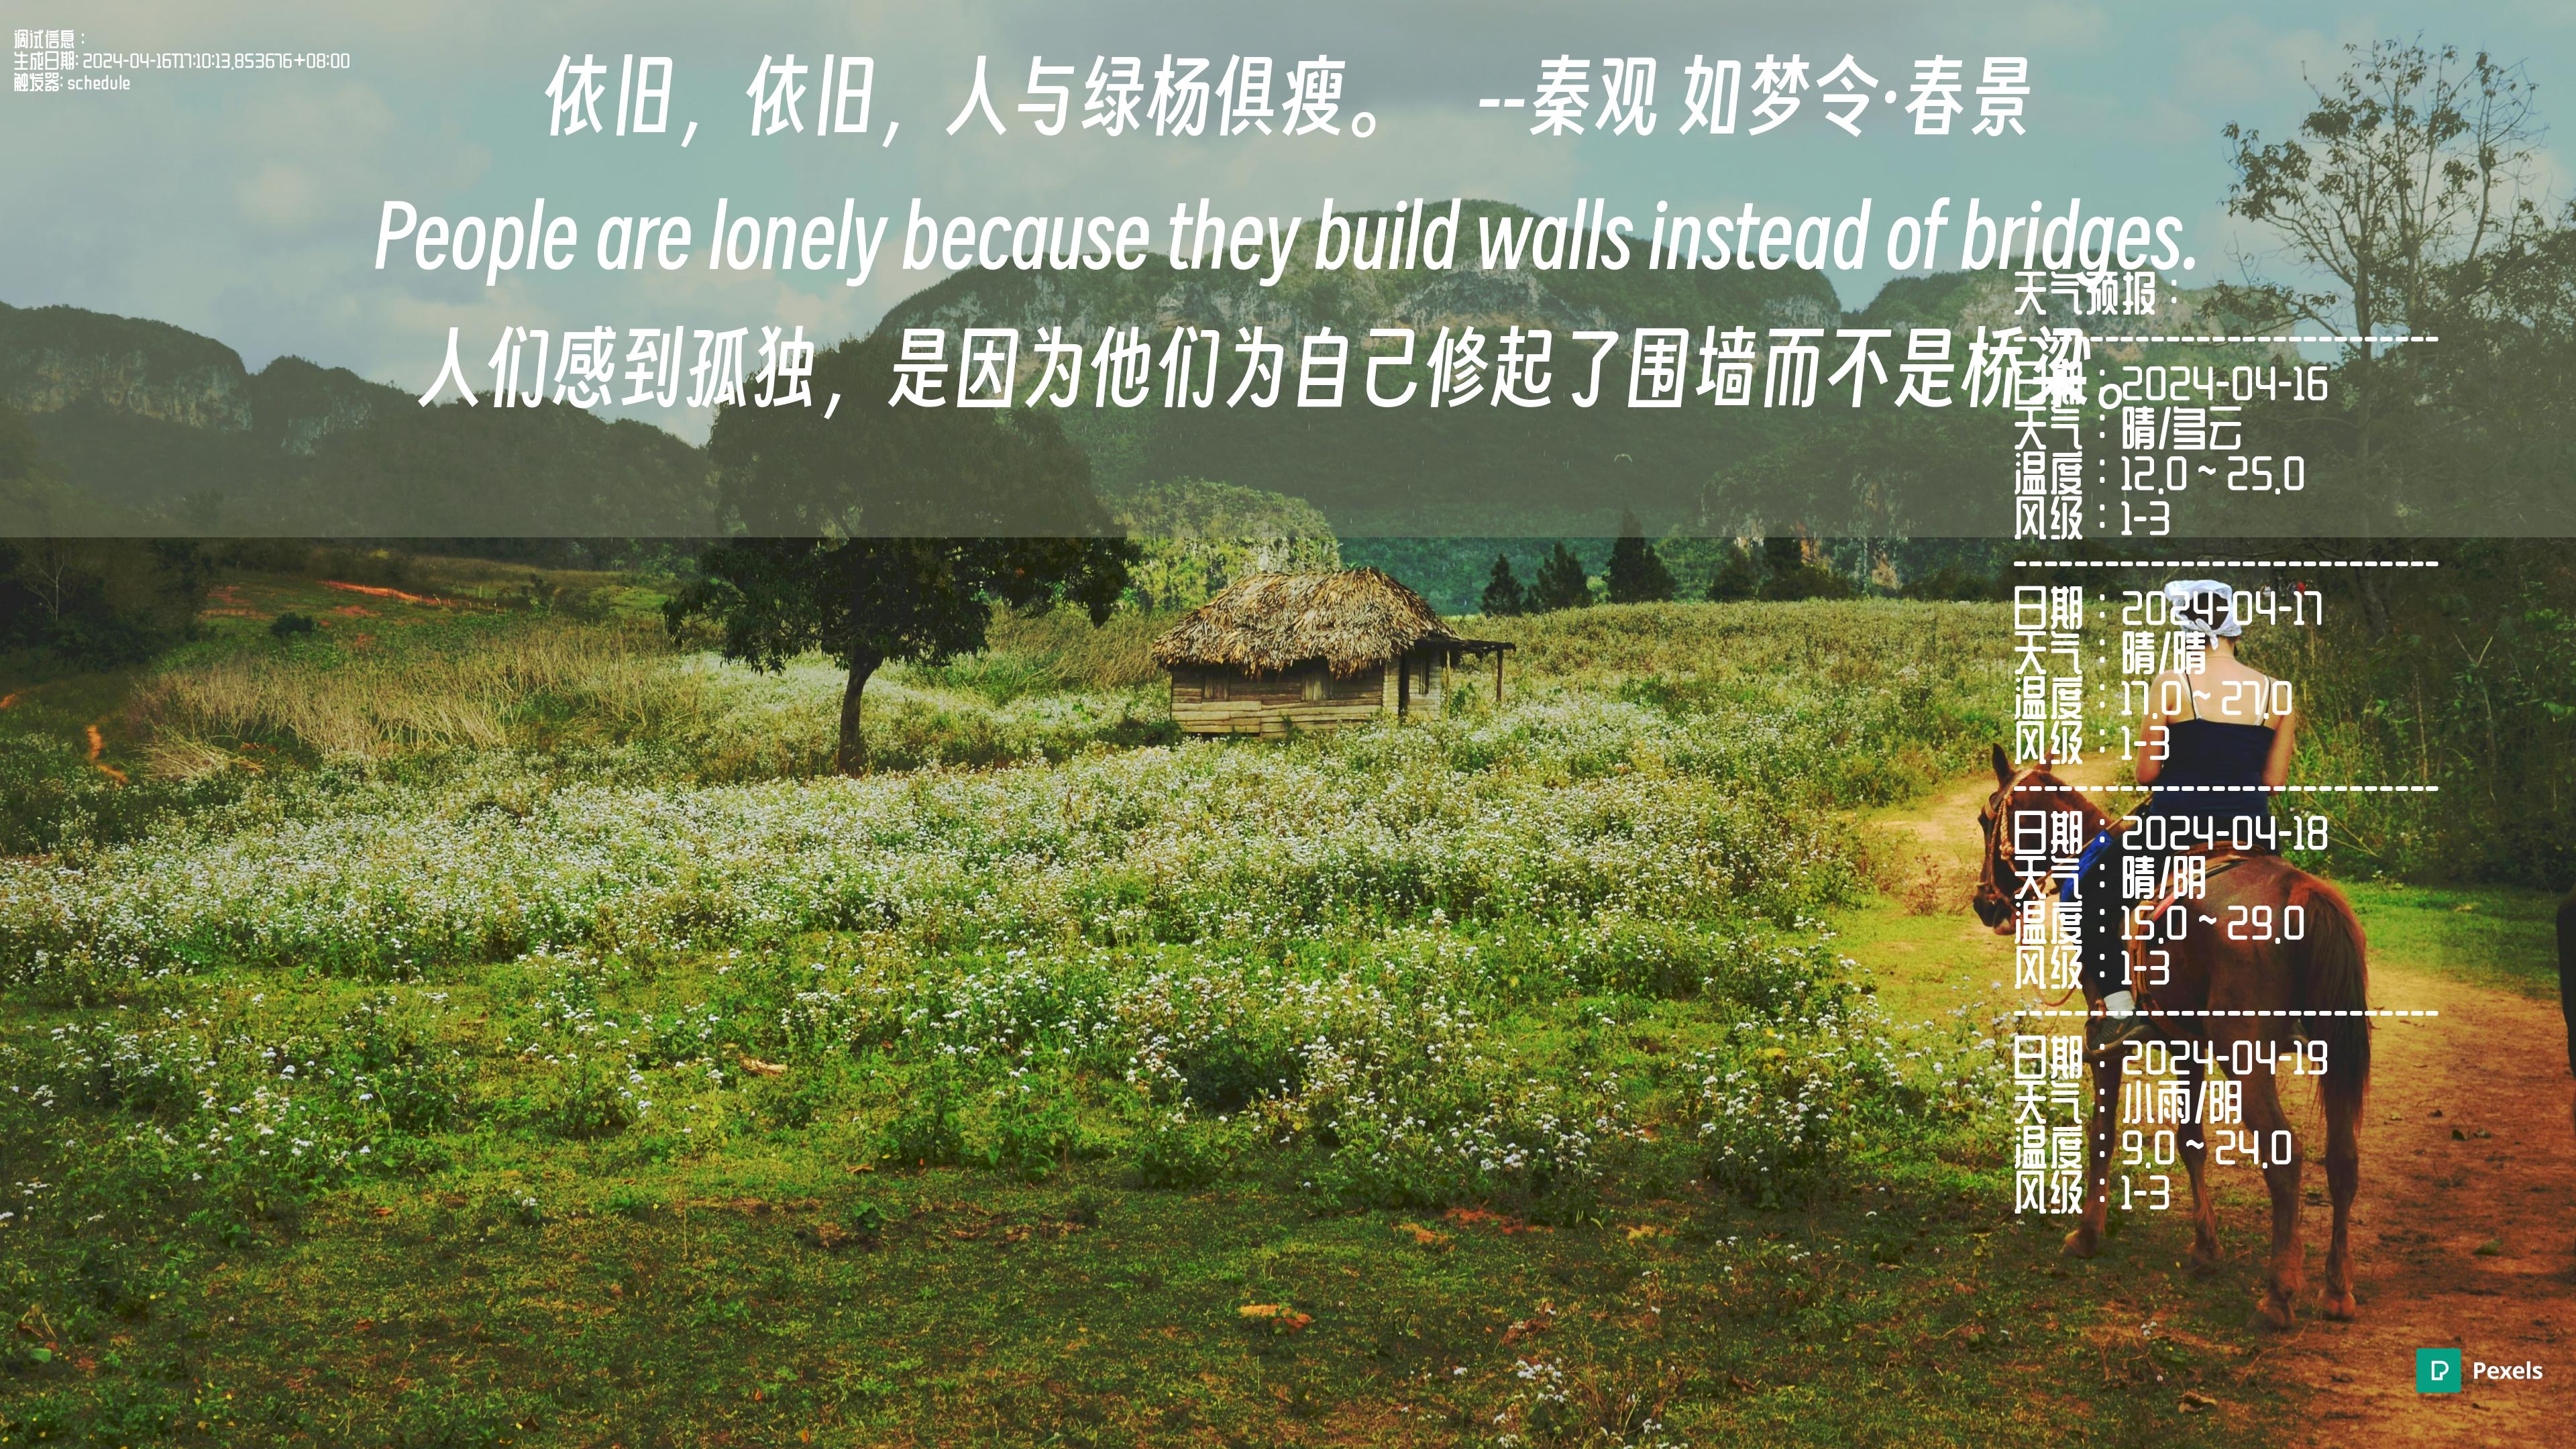 调试信息：
生成日期: 2024-04-16T17:10:13.853676+08:00
触发器: schedule
依旧，依旧，人与绿杨俱瘦。 --秦观 如梦令·春景
People are lonely because they build walls instead of bridges.
人们感到孤独，是因为他们为自己修起了围墙而不是桥梁。
天气预报：
------------------------------
日期：2024-04-16
天气：晴/多云
温度：12.0 ~ 25.0
风级：1-3
------------------------------
日期：2024-04-17
天气：晴/晴
温度：17.0 ~ 27.0
风级：1-3
------------------------------
日期：2024-04-18
天气：晴/阴
温度：15.0 ~ 29.0
风级：1-3
------------------------------
日期：2024-04-19
天气：小雨/阴
温度：9.0 ~ 24.0
风级：1-3
Pexels